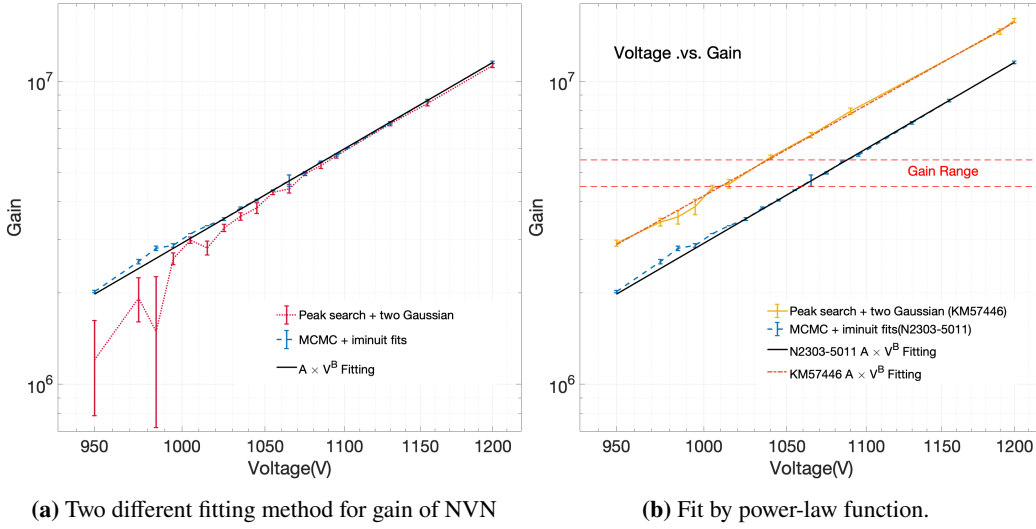 Gain
10^7
10^6
950
1000
1050
1100
1150
1200
Voltage(V)
Peak search + two Gaussian
MCMC + iminuit fits
A × V^B Fitting
(a) Two different fitting method for gain of NVN
Voltage .vs. Gain
Gain
10^7
10^6
Gain Range
950
1000
1050
1100
1150
1200
Voltage(V)
Peak search + two Gaussian (KM57446)
MCMC + iminuit fits(N2303-5011)
N2303-5011 A × V^B Fitting
KM57446 A × V^B Fitting
(b) Fit by power-law function.